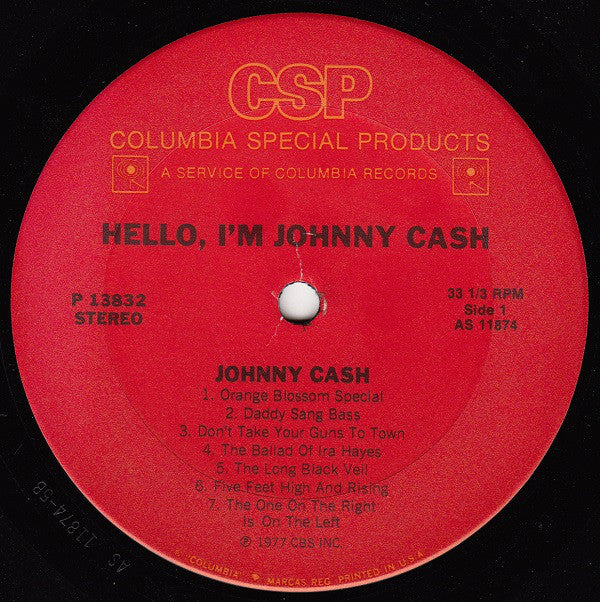 CSP
COLUMBIA SPECIAL PRODUCTS
A SERVICE OF COLUMBIA RECORDS
HELLO, I'M JOHNNY CASH
P 13832
STEREO
33 1/3 RPM
Side 1
AS 11874
JOHNNY CASH
1. Orange Blossom Special
2. Daddy Sang Bass
3. Don't Take Your Guns To Town
4. The Ballad Of Ira Hayes
5. The Long Black Veil
6. Five Feet High And Rising
7. The One On The Right
Is On The Left
℗ 1977 CBS INC.
"COLUMBIA", MARCAS REG. PRINTED IN U.S.A.
AS 11874-5B